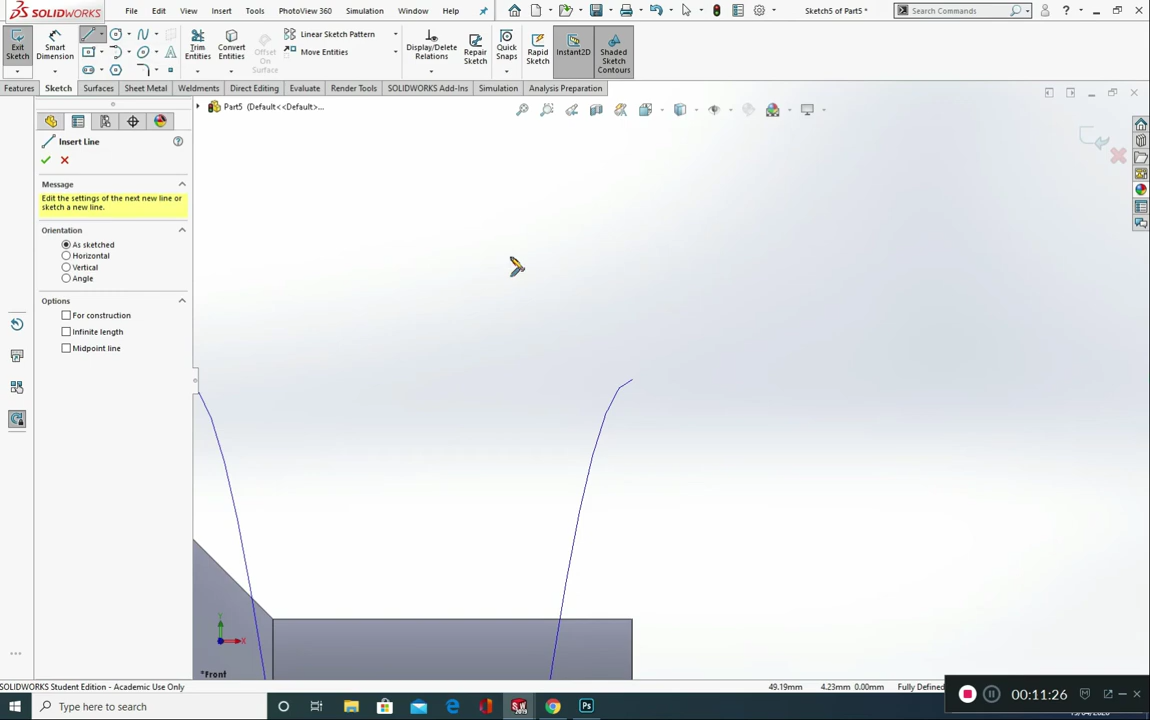 SOLIDWORKS File Edit View Insert Tools PhotoView 360 Simulation Window Help Sketch5 of Part5 * Search Commands
Exit Sketch Smart Dimension Trim Entities Convert Entities Offset On Surface Linear Sketch Pattern Move Entities Display/Delete Relations Repair Sketch Quick Snaps Rapid Sketch Instant2D Shaded Sketch Contours
Features Sketch Surfaces Sheet Metal Weldments Direct Editing Evaluate Render Tools SOLIDWORKS Add-Ins Simulation Analysis Preparation
Part5 (Default<<Default>...
Insert Line
Message
Edit the settings of the next new line or
sketch a new line.
Orientation
As sketched
Horizontal
Vertical
Angle
Options
For construction
Infinite length
Midpoint line
Y
X
*Front
SOLIDWORKS Student Edition - Academic Use Only 49.19mm 4.23mm 0.00mm Fully Defined
Type here to search
00:11:26